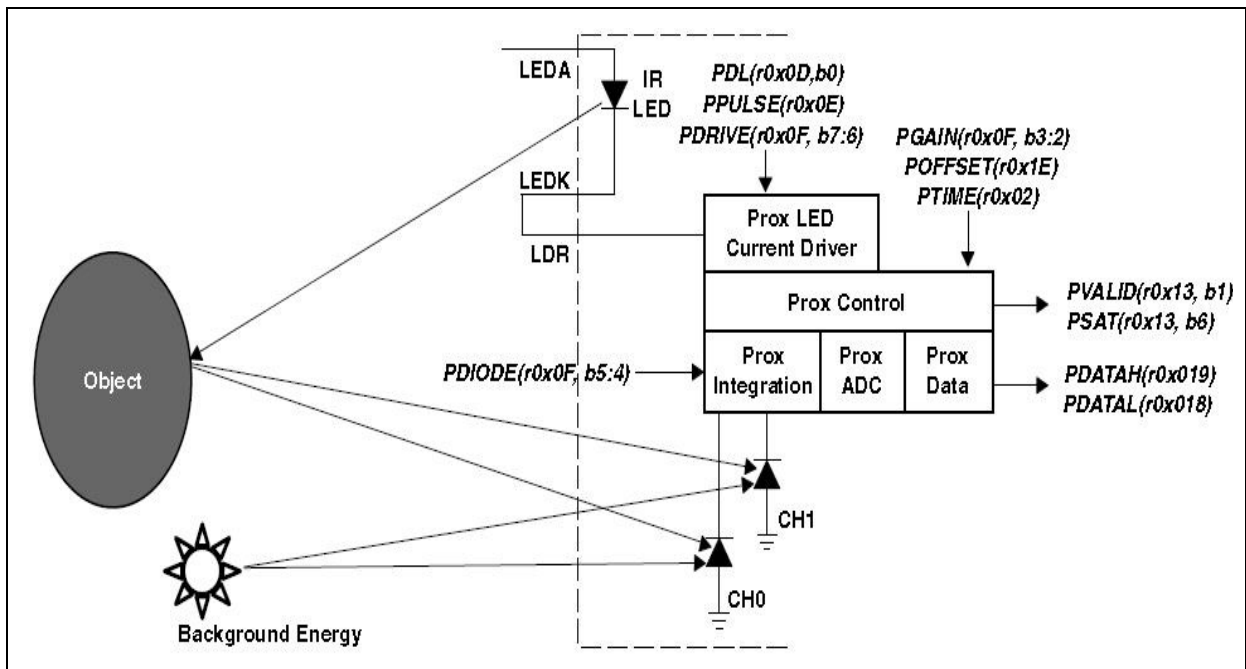 LEDA
IR
LED
PDL(r0x0D,b0)
PPULSE(r0x0E)
PDRIVE(r0x0F, b7:6)
PGAIN(r0x0F, b3:2)
POFFSET(r0x1E)
PTIME(r0x02)
LEDK
LDR
Prox LED
Current Driver
Prox Control
PVALID(r0x13, b1)
PSAT(r0x13, b6)
Object
PDIODE(r0x0F, b5:4)
Prox
Integration
Prox
ADC
Prox
Data
PDATAH(r0x019)
PDATAL(r0x018)
CH1
CH0
Background Energy